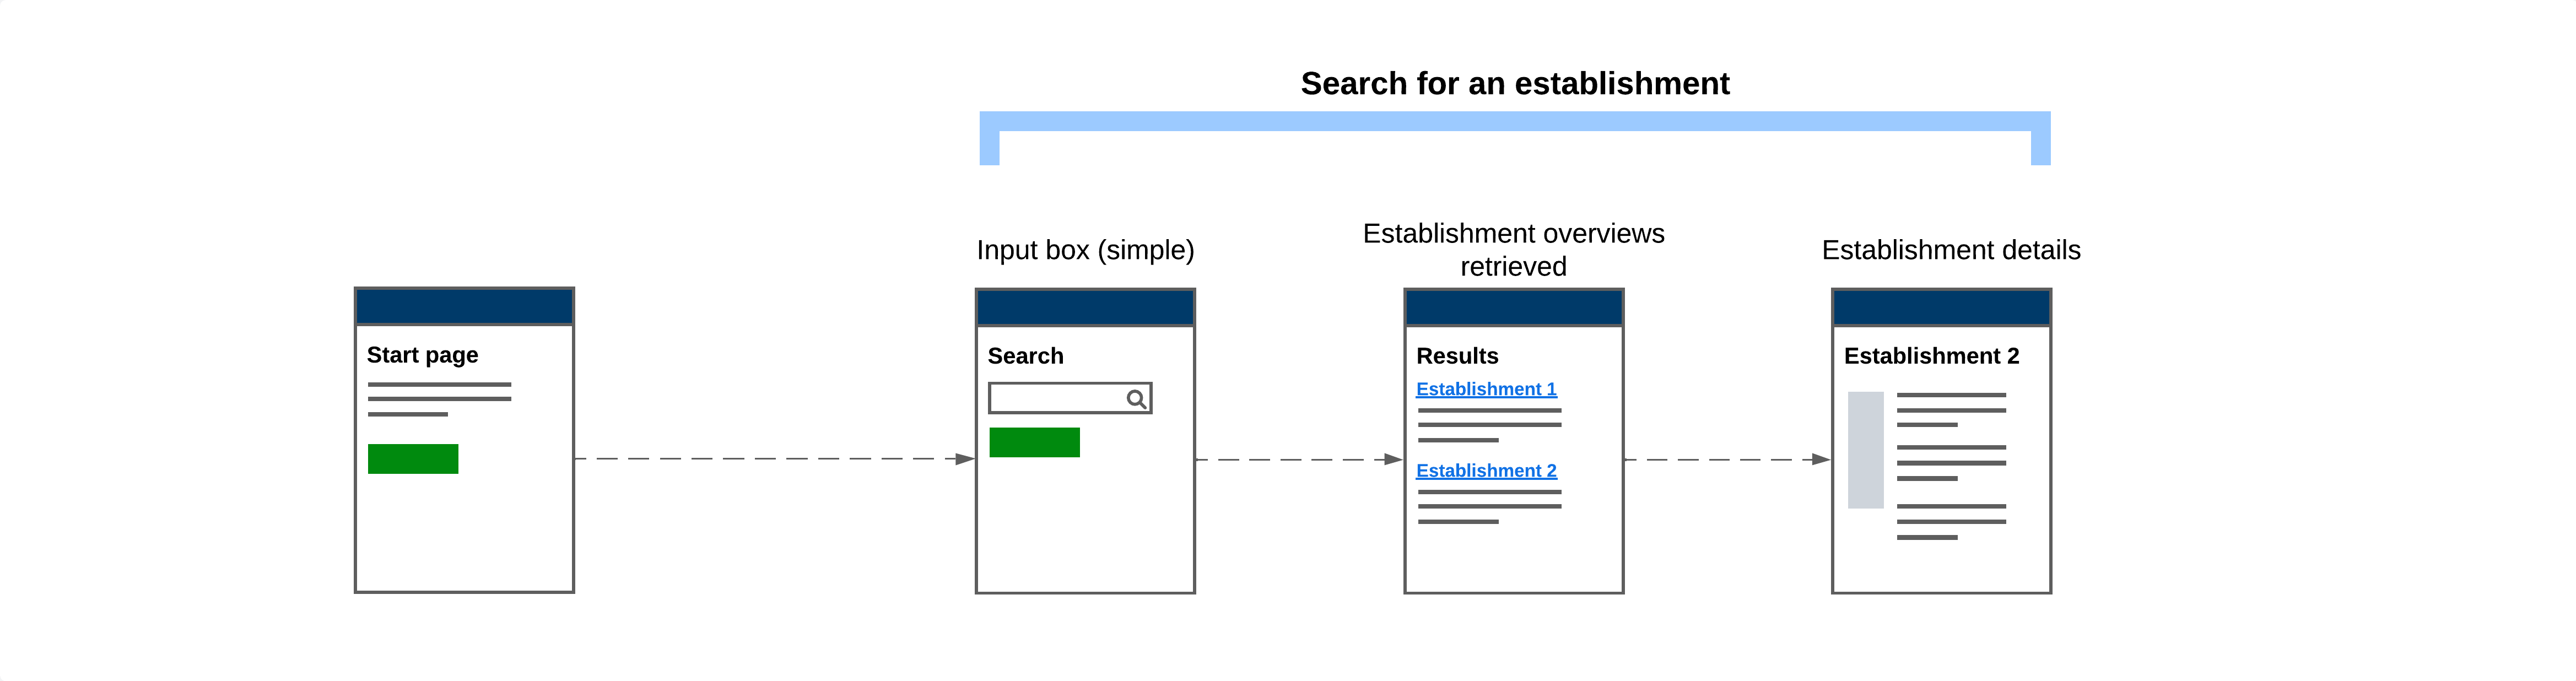 Search for an establishment
Input box (simple)
Establishment overviews
retrieved
Establishment details
Start page
Search
Results
Establishment 1
Establishment 2
Establishment 2